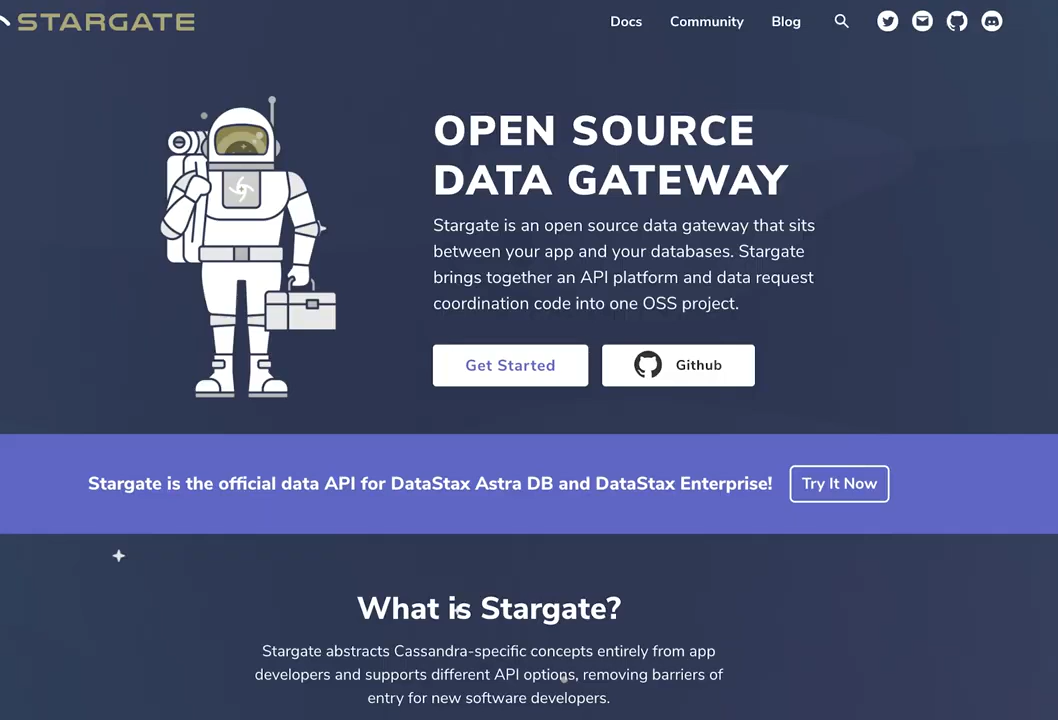 STARGATE
Docs
Community
Blog
OPEN SOURCE
DATA GATEWAY
Stargate is an open source data gateway that sits
between your app and your databases. Stargate
brings together an API platform and data request
coordination code into one OSS project.
Get Started
Github
Stargate is the official data API for DataStax Astra DB and DataStax Enterprise!
Try It Now
What is Stargate?
Stargate abstracts Cassandra-specific concepts entirely from app
developers and supports different API options, removing barriers of
entry for new software developers.